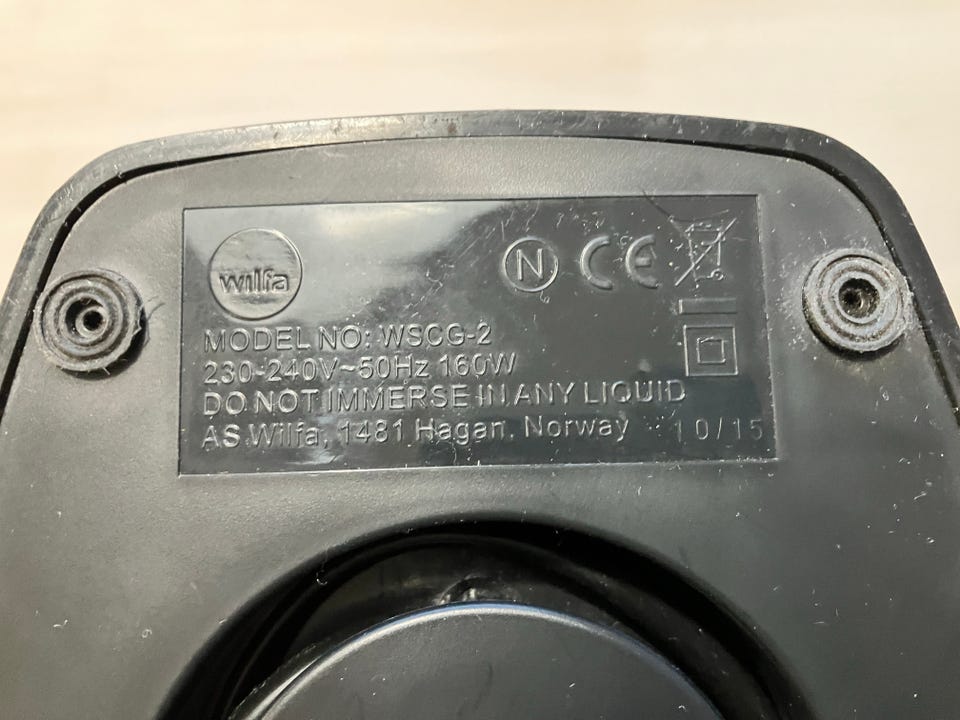 wilfa
N CE
MODEL NO: WSCG-2
230-240V~50Hz 160W
DO NOT IMMERSE IN ANY LIQUID
AS Wilfa, 1481 Hagan, Norway 10/15